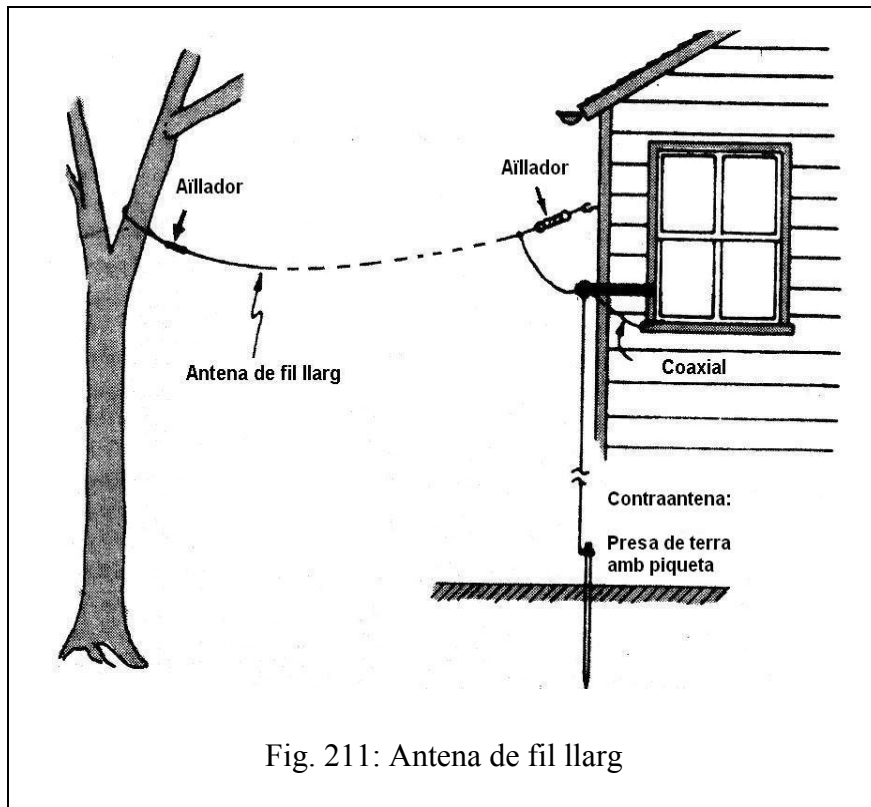 Aïllador
Aïllador
Antena de fil llarg
Coaxial
Contraantena:
Presa de terra
amb piqueta
Fig. 211: Antena de fil llarg